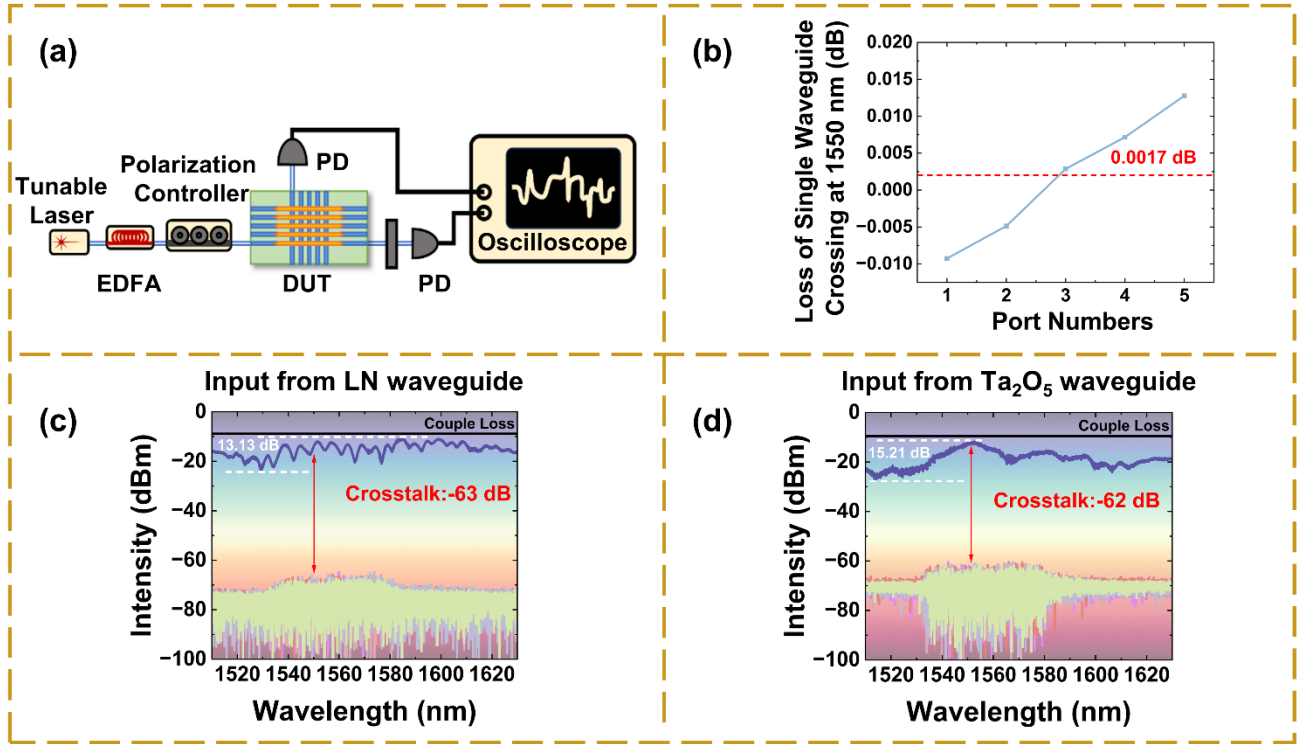 (a)
Tunable
Laser
Polarization
Controller
PD
EDFA
DUT
PD
Oscilloscope
(b)
Loss of Single Waveguide
Crossing at 1550 nm (dB)
0.020
0.015
0.010
0.005
0.000
−0.005
−0.010
0.0017 dB
1 2 3 4 5
Port Numbers
(c)
Input from LN waveguide
Intensity (dBm)
0
−20
−40
−60
−80
−100
Couple Loss
13.13 dB
Crosstalk:-63 dB
1520 1540 1560 1580 1600 1620
Wavelength (nm)
(d)
Input from Ta₂O₅ waveguide
Intensity (dBm)
0
−20
−40
−60
−80
−100
Couple Loss
15.21 dB
Crosstalk:-62 dB
1520 1540 1560 1580 1600 1620
Wavelength (nm)